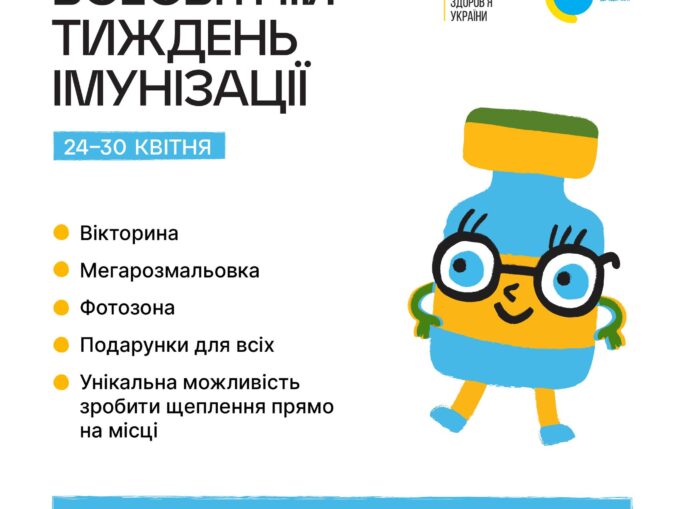 ТИЖДЕНЬ
ІМУНІЗАЦІЇ
ЗДОРОВ'Я
УКРАЇНИ
24–30 КВІТНЯ
Вікторина
Мегарозмальовка
Фотозона
Подарунки для всіх
Унікальна можливість
зробити щеплення прямо
на місці